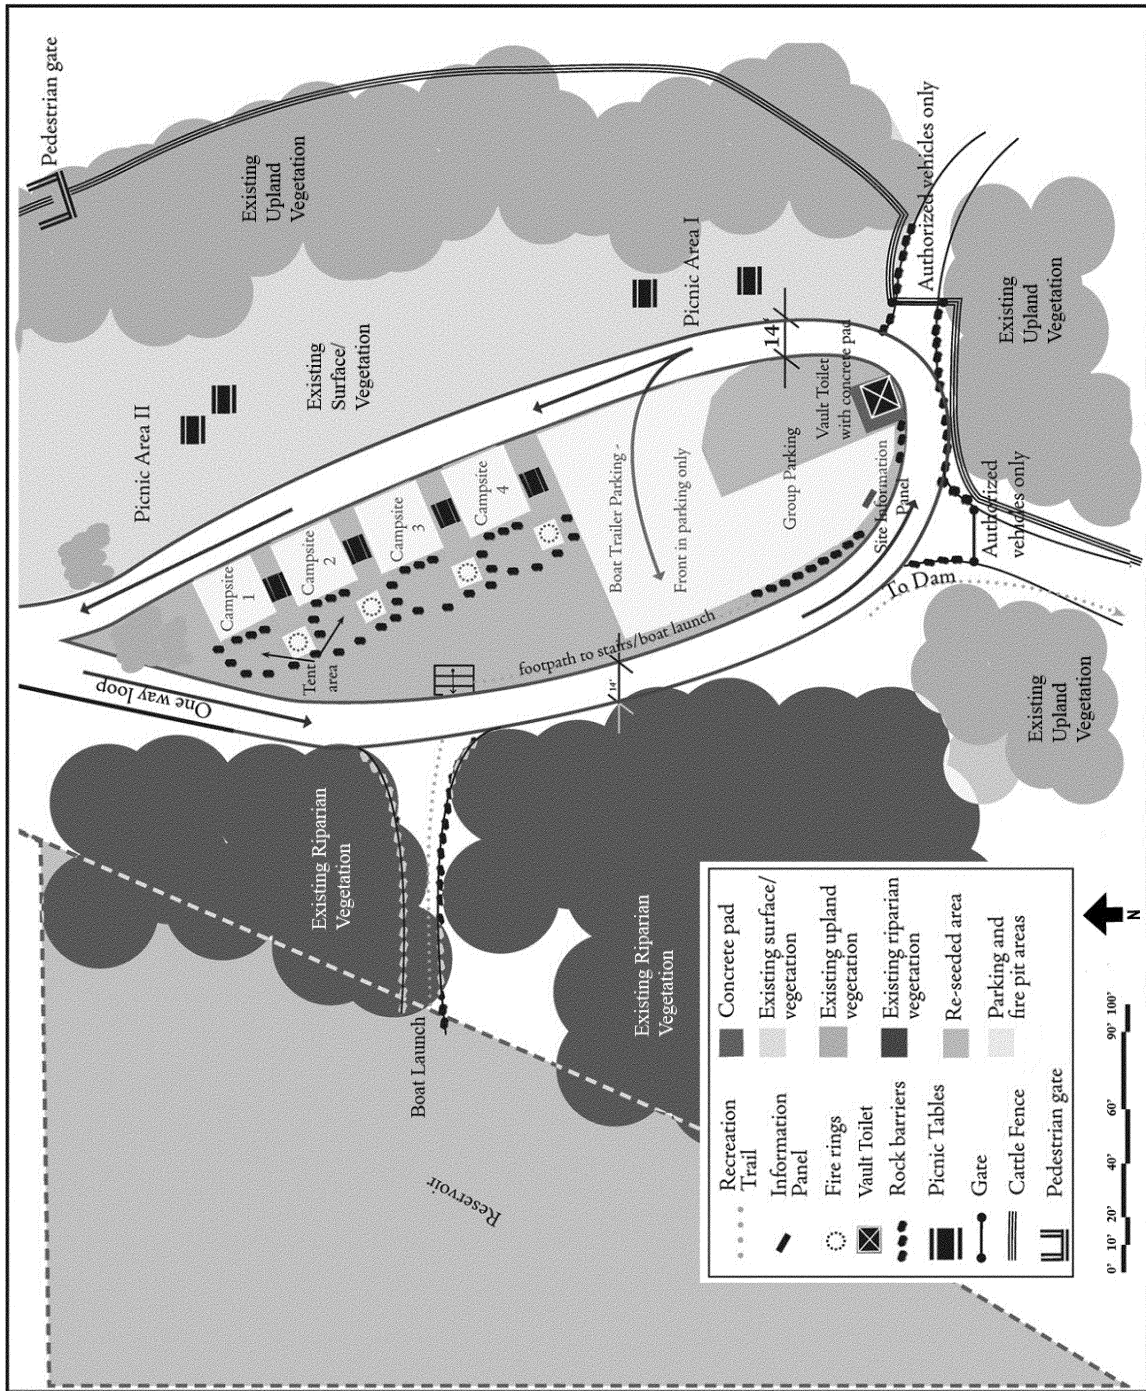 Pedestrian gate
Existing
Upland
Vegetation
Authorized vehicles only
Picnic Area I
Existing
Upland
Vegetation
Existing
Surface/
Vegetation
Picnic Area II
14'
Vault Toilet
with concrete pad
Group Parking
Site Information
Panel
Boat Trailer Parking -
Front in parking only
Campsite
1
Campsite
2
Campsite
3
Campsite
4
Tent
area
footpath to stairs/boat launch
14'
One way loop
Authorized
vehicles only
To Dam
Existing
Upland
Vegetation
Existing Riparian
Vegetation
Existing Riparian
Vegetation
Boat Launch
Reservoir
Recreation
Trail
Information
Panel
Fire rings
Vault Toilet
Rock barriers
Picnic Tables
Gate
Cattle Fence
Pedestrian gate
Concrete pad
Existing surface/
vegetation
Existing upland
vegetation
Existing riparian
vegetation
Re-seeded area
Parking and
fire pit areas
0' 10' 20' 40' 60' 90' 100'
N